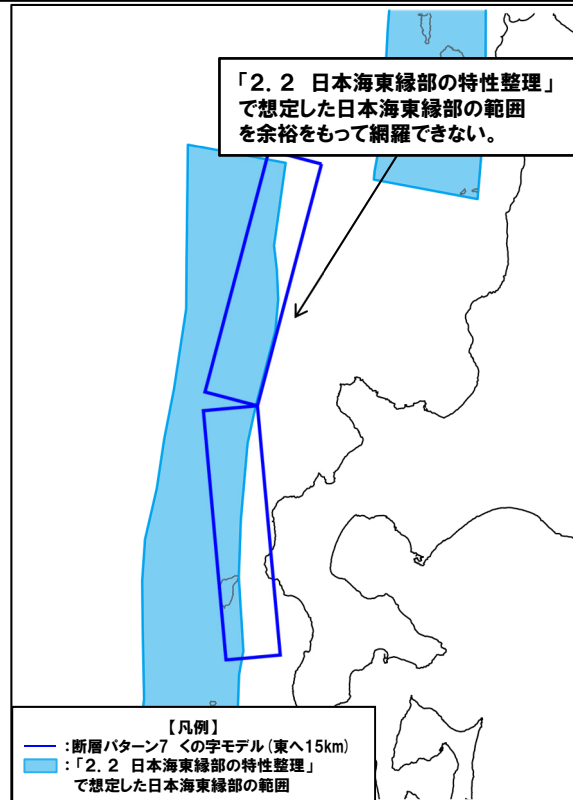 「2.2 日本海東縁部の特性整理」
で想定した日本海東縁部の範囲
を余裕をもって網羅できない。
【凡例】
:断層パターン7 くの字モデル(東へ15km)
:「2.2 日本海東縁部の特性整理」
で想定した日本海東縁部の範囲